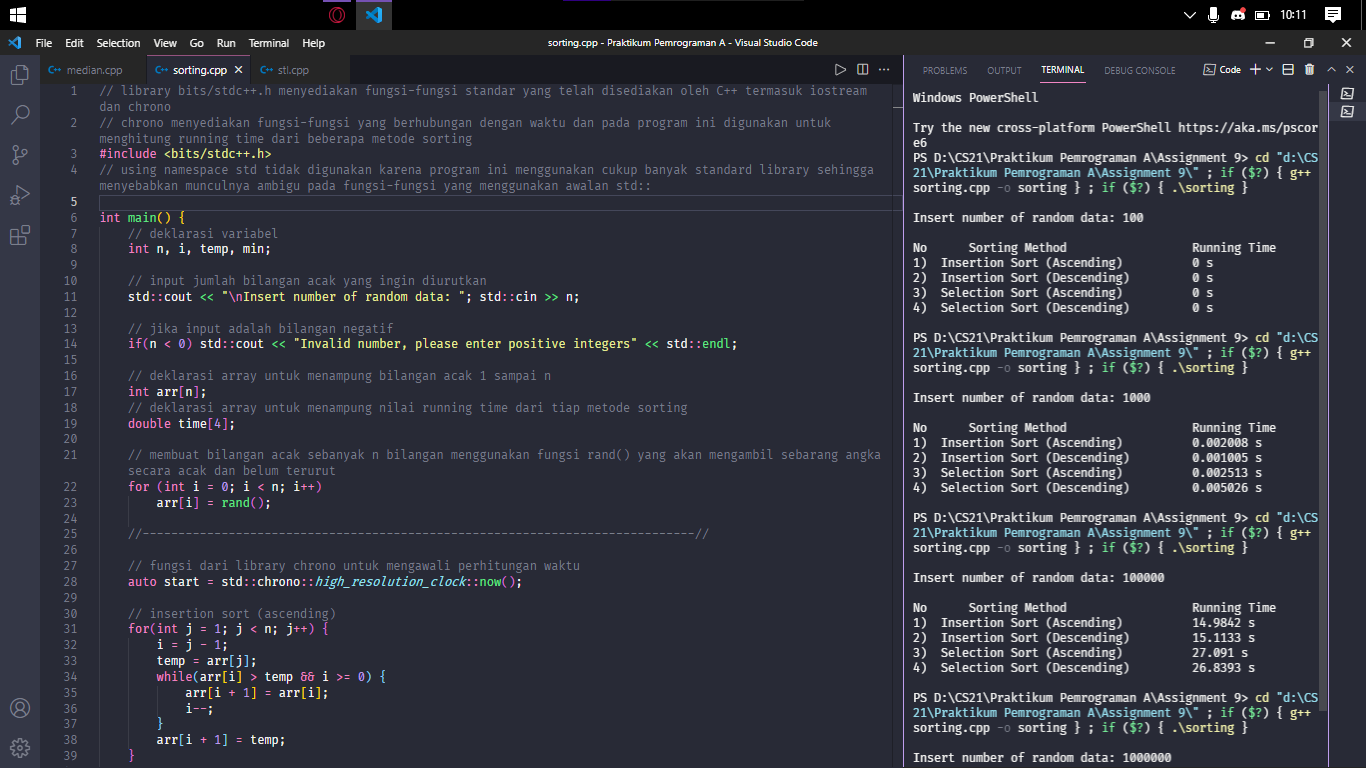 10:11
File Edit Selection View Go Run Terminal Help
sorting.cpp - Praktikum Pemrograman A - Visual Studio Code
C++ median.cpp C++ sorting.cpp C++ stl.cpp
1 // library bits/stdc++.h menyediakan fungsi-fungsi standar yang telah disediakan oleh C++ termasuk iostream
dan chrono
2 // chrono menyediakan fungsi-fungsi yang berhubungan dengan waktu dan pada program ini digunakan untuk
menghitung running time dari beberapa metode sorting
3 #include <bits/stdc++.h>
4 // using namespace std tidak digunakan karena program ini menggunakan cukup banyak standard library sehingga
menyebabkan munculnya ambigu pada fungsi-fungsi yang menggunakan awalan std::
5
6 int main() {
7 // deklarasi variabel
8 int n, i, temp, min;
9
10 // input jumlah bilangan acak yang ingin diurutkan
11 std::cout << "\nInsert number of random data: "; std::cin >> n;
12
13 // jika input adalah bilangan negatif
14 if(n < 0) std::cout << "Invalid number, please enter positive integers" << std::endl;
15
16 // deklarasi array untuk menampung bilangan acak 1 sampai n
17 int arr[n];
18 // deklarasi array untuk menampung nilai running time dari tiap metode sorting
19 double time[4];
20
21 // membuat bilangan acak sebanyak n bilangan menggunakan fungsi rand() yang akan mengambil sebarang angka
secara acak dan belum terurut
22 for (int i = 0; i < n; i++)
23 arr[i] = rand();
24
25 //-----------------------------------------------------------------------------//
26
27 // fungsi dari library chrono untuk mengawali perhitungan waktu
28 auto start = std::chrono::high_resolution_clock::now();
29
30 // insertion sort (ascending)
31 for(int j = 1; j < n; j++) {
32 i = j - 1;
33 temp = arr[j];
34 while(arr[i] > temp && i >= 0) {
35 arr[i + 1] = arr[i];
36 i--;
37 }
38 arr[i + 1] = temp;
39 }
PROBLEMS OUTPUT TERMINAL DEBUG CONSOLE Code
Windows PowerShell
Try the new cross-platform PowerShell https://aka.ms/pscor
e6
PS D:\CS21\Praktikum Pemrograman A\Assignment 9> cd "d:\CS
21\Praktikum Pemrograman A\Assignment 9\" ; if ($?) { g++
sorting.cpp -o sorting } ; if ($?) { .\sorting }
Insert number of random data: 100
No Sorting Method Running Time
1) Insertion Sort (Ascending) 0 s
2) Insertion Sort (Descending) 0 s
3) Selection Sort (Ascending) 0 s
4) Selection Sort (Descending) 0 s
PS D:\CS21\Praktikum Pemrograman A\Assignment 9> cd "d:\CS
21\Praktikum Pemrograman A\Assignment 9\" ; if ($?) { g++
sorting.cpp -o sorting } ; if ($?) { .\sorting }
Insert number of random data: 1000
No Sorting Method Running Time
1) Insertion Sort (Ascending) 0.002008 s
2) Insertion Sort (Descending) 0.001005 s
3) Selection Sort (Ascending) 0.002513 s
4) Selection Sort (Descending) 0.005026 s
PS D:\CS21\Praktikum Pemrograman A\Assignment 9> cd "d:\CS
21\Praktikum Pemrograman A\Assignment 9\" ; if ($?) { g++
sorting.cpp -o sorting } ; if ($?) { .\sorting }
Insert number of random data: 100000
No Sorting Method Running Time
1) Insertion Sort (Ascending) 14.9842 s
2) Insertion Sort (Descending) 15.1133 s
3) Selection Sort (Ascending) 27.091 s
4) Selection Sort (Descending) 26.8393 s
PS D:\CS21\Praktikum Pemrograman A\Assignment 9> cd "d:\CS
21\Praktikum Pemrograman A\Assignment 9\" ; if ($?) { g++
sorting.cpp -o sorting } ; if ($?) { .\sorting }
Insert number of random data: 1000000